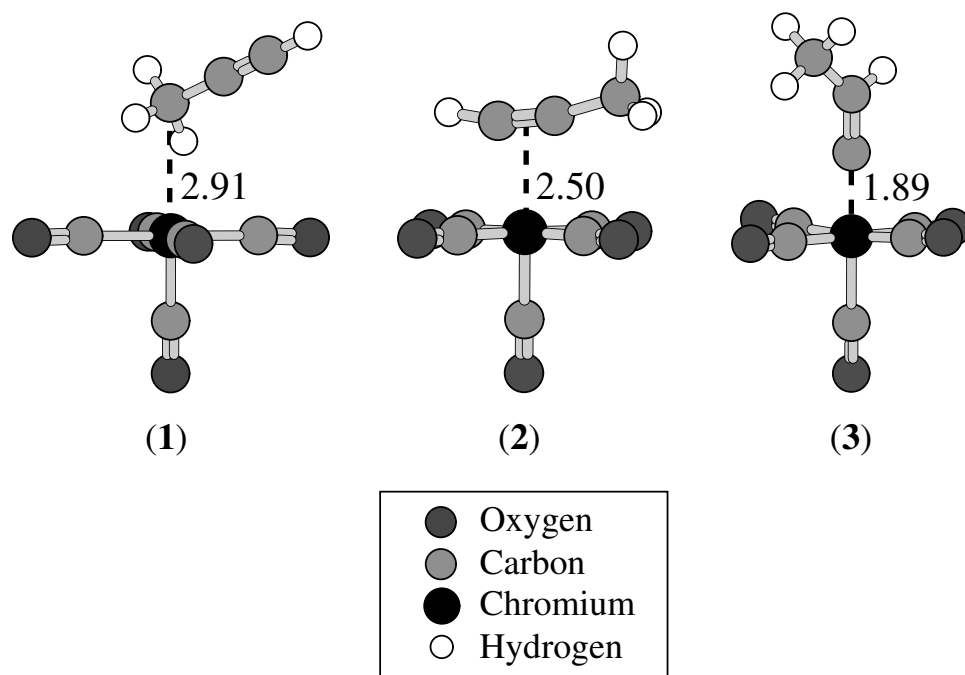 2.91
2.50
1.89
(1)
(2)
(3)
Oxygen
Carbon
Chromium
Hydrogen